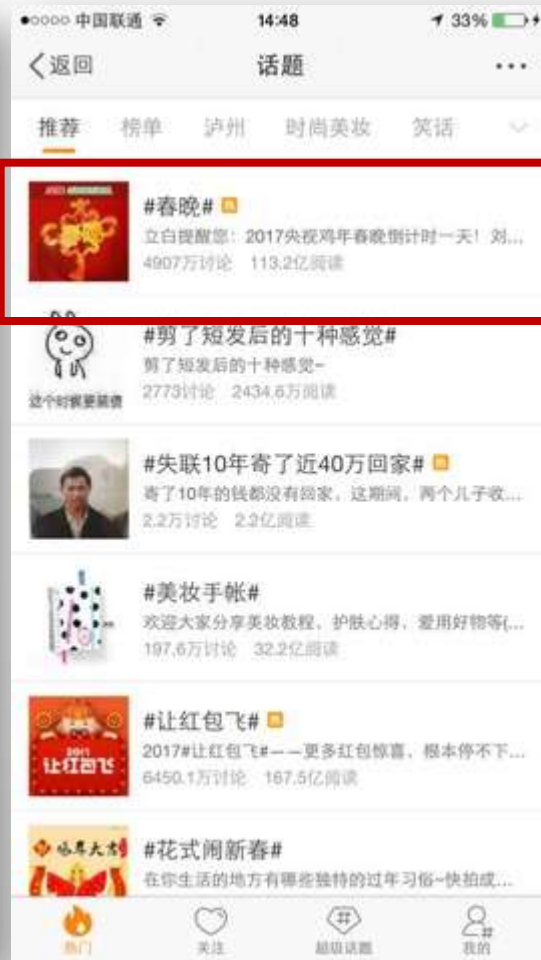 中国联通 14:48 33%
返回 话题
推荐 榜单 泸州 时尚美妆 笑话
#春晚# 热
立白提醒您：2017央视鸡年春晚倒计时一天！刘...
4907万讨论 113.2亿阅读
#剪了短发后的十种感觉#
剪了短发后的十种感觉~
2773讨论 2434.6万阅读
这个时候要装傻
#失联10年寄了近40万回家# 热
寄了10年的钱都没有回家，这期间，两个儿子收...
2.2万讨论 2.2亿阅读
#美妆手帐#
欢迎大家分享美妆教程，护肤心得，爱用好物等(...
197.6万讨论 32.2亿阅读
#让红包飞# 热
2017#让红包飞#——更多红包惊喜，根本停不下...
6450.1万讨论 167.5亿阅读
2017
让红包飞
#花式闹新春#
在你生活的地方有哪些独特的过年习俗~快拍成...
热门 关注 超级话题 我的